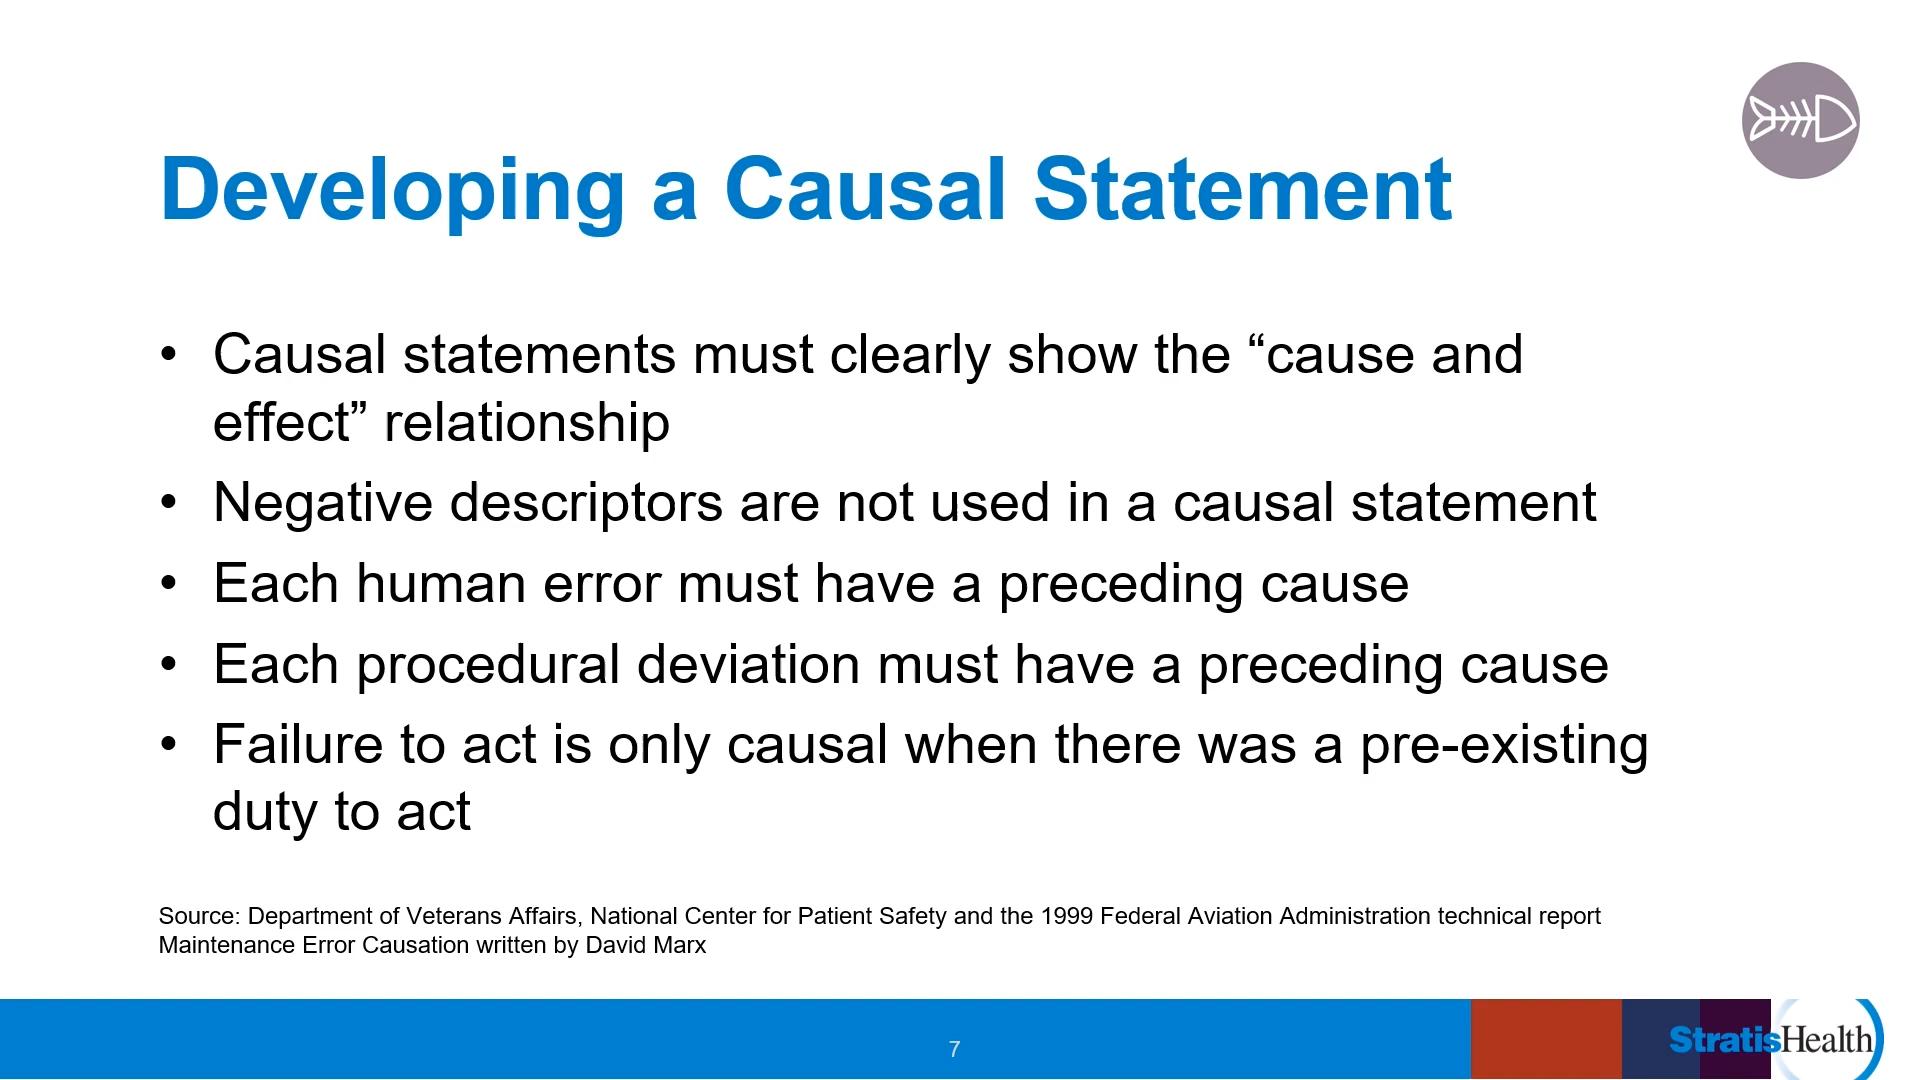 Developing a Causal Statement
• Causal statements must clearly show the “cause and
effect” relationship
• Negative descriptors are not used in a causal statement
• Each human error must have a preceding cause
• Each procedural deviation must have a preceding cause
• Failure to act is only causal when there was a pre-existing
duty to act
Source: Department of Veterans Affairs, National Center for Patient Safety and the 1999 Federal Aviation Administration technical report
Maintenance Error Causation written by David Marx
7
StratisHealth